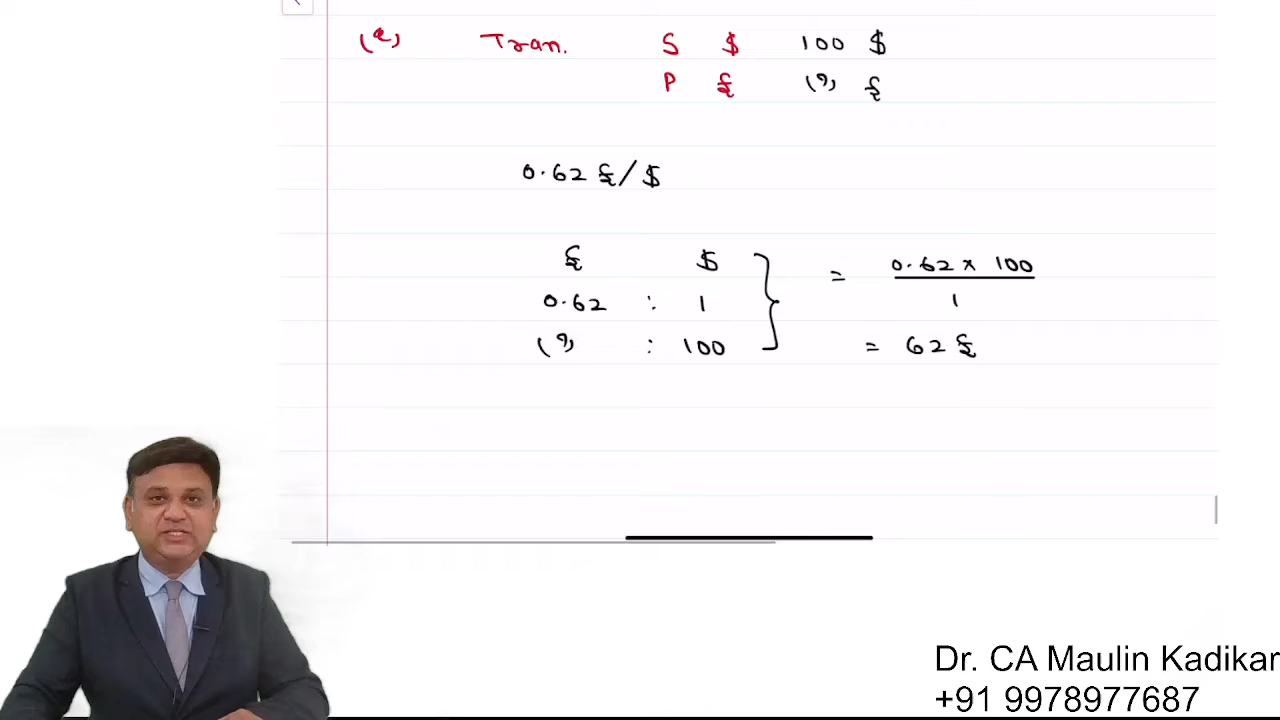 (e) Tran. S $ 100 $
P £ (?) £
0.62 £/$
£ $
0.62 : 1
(?) : 100
= 0.62 x 100
1
= 62 £
Dr. CA Maulin Kadikar
+91 9978977687